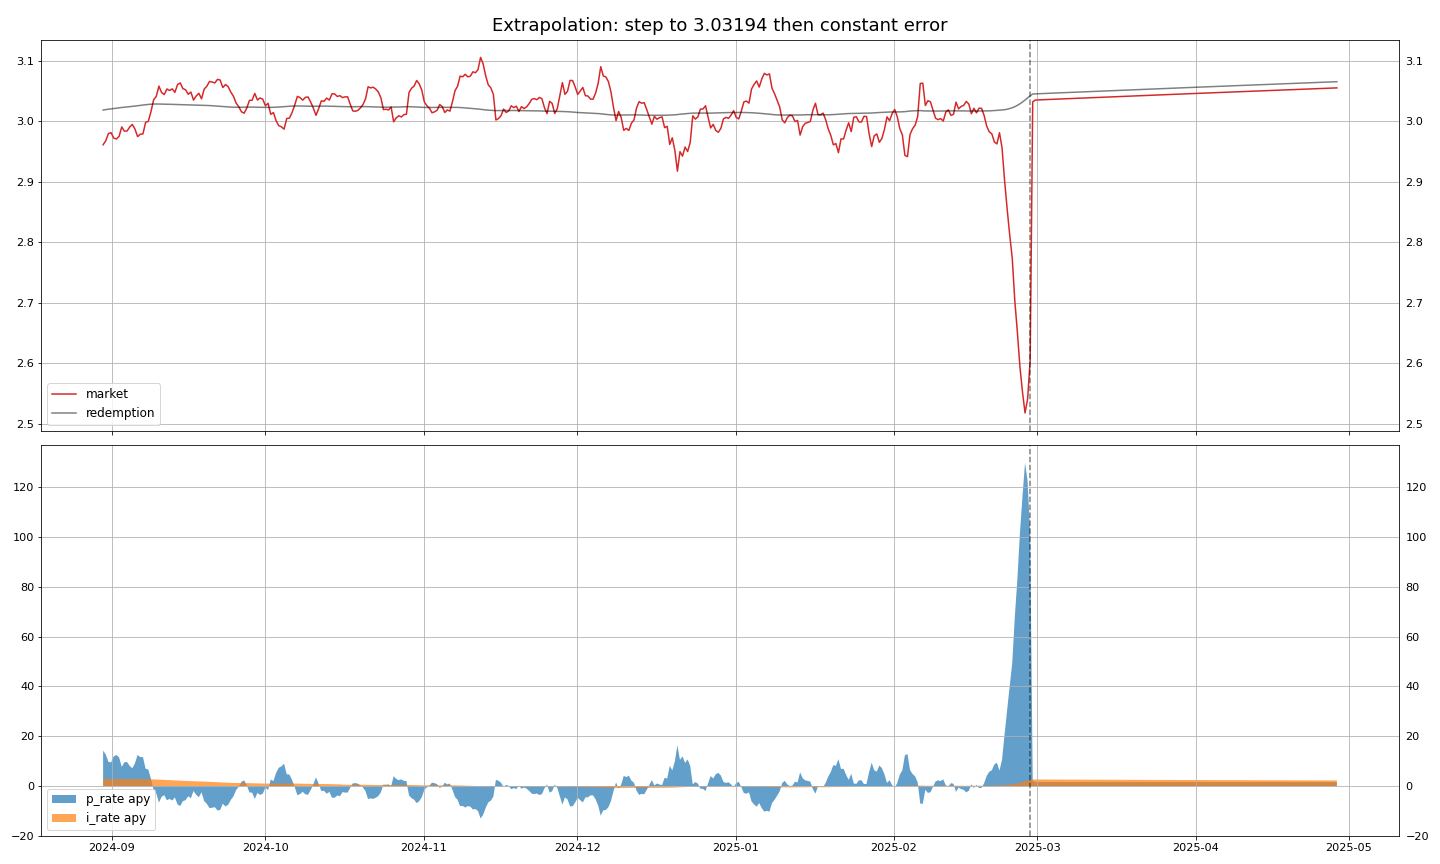 Extrapolation: step to 3.03194 then constant error
3.1 3.1
3.0 3.0
2.9 2.9
2.8 2.8
2.7 2.7
2.6 2.6
2.5 2.5
market
redemption
120 120
100 100
80 80
60 60
40 40
20 20
0 0
−20 −20
p_rate apy
i_rate apy
2024-09 2024-10 2024-11 2024-12 2025-01 2025-02 2025-03 2025-04 2025-05